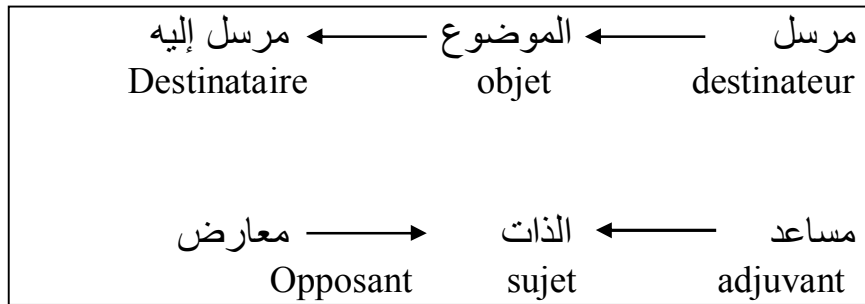 مرسل الموضوع مرسل إليه
destinateur objet Destinataire
مساعد الذات معارض
adjuvant sujet Opposant